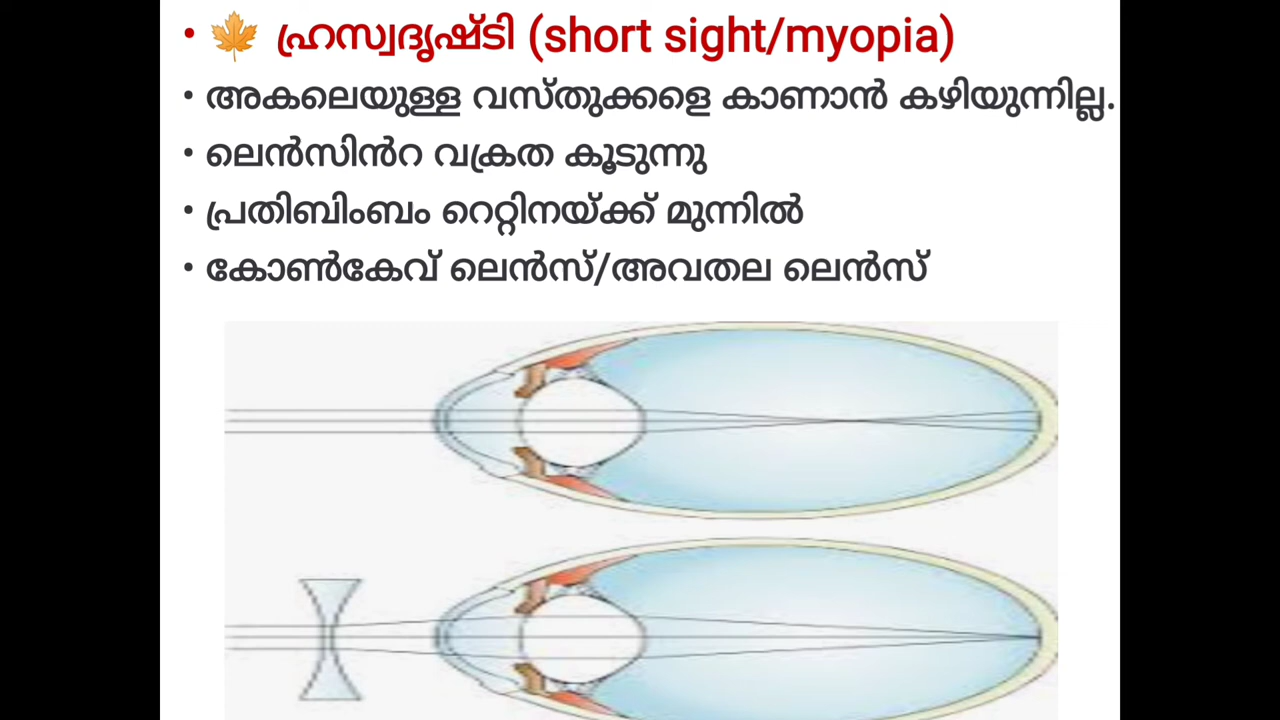 • 🍁 ഹ്രസ്വദൃഷ്ടി (short sight/myopia)
• അകലെയുള്ള വസ്തുക്കളെ കാണാൻ കഴിയുന്നില്ല.
• ലെൻസിൻറ വക്രത കൂടുന്നു
• പ്രതിബിംബം റെറ്റിനയ്ക്ക് മുന്നിൽ
• കോൺകേവ് ലെൻസ്/അവതല ലെൻസ്